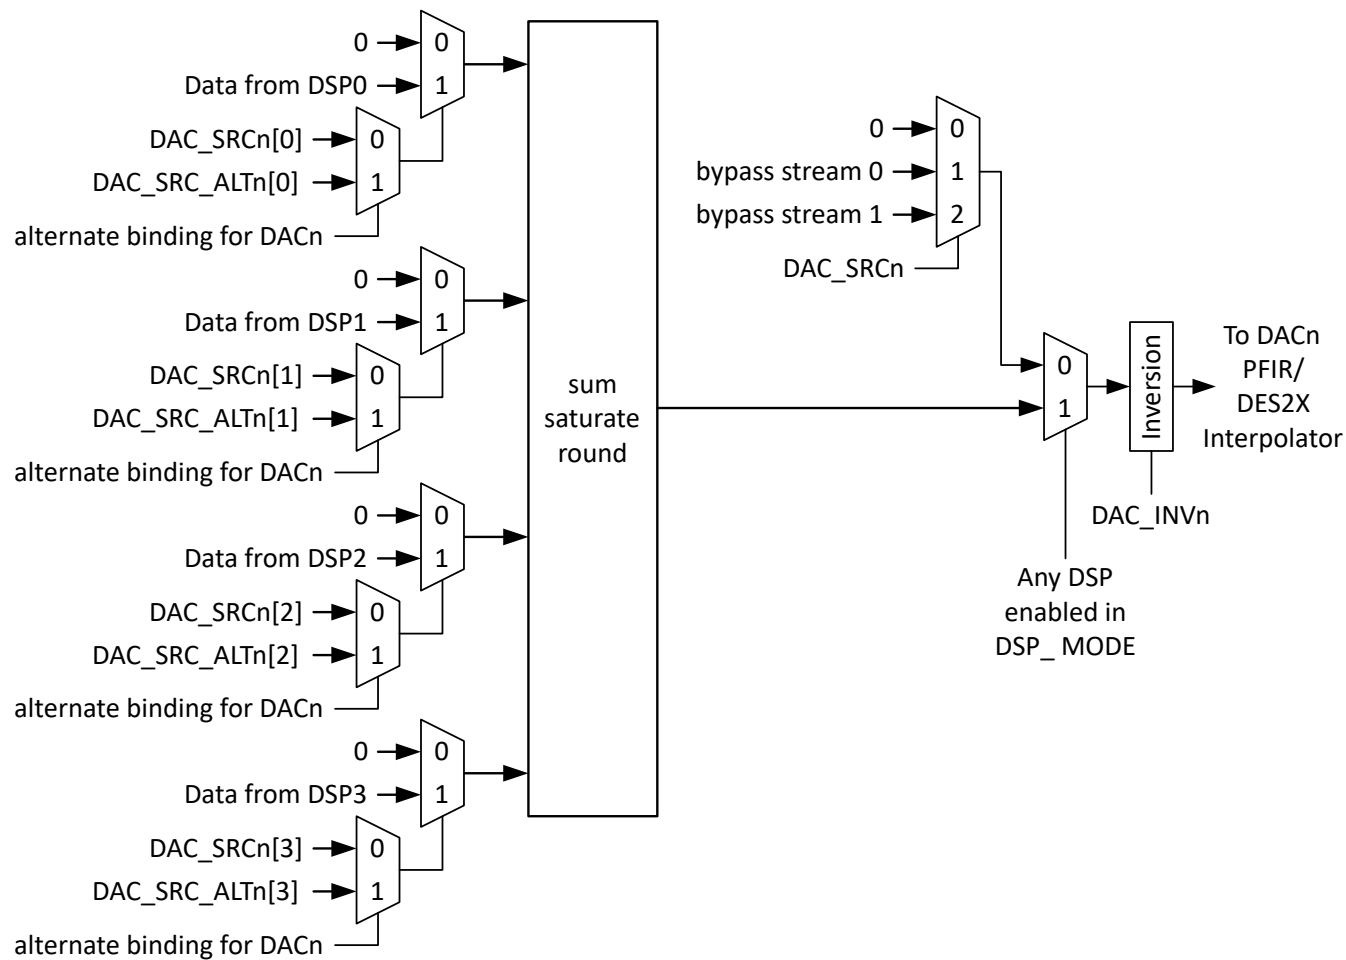 0
0
Data from DSP0
1
DAC_SRCn[0]
0
DAC_SRC_ALTn[0]
1
alternate binding for DACn
0
0
Data from DSP1
1
DAC_SRCn[1]
0
DAC_SRC_ALTn[1]
1
alternate binding for DACn
0
0
Data from DSP2
1
DAC_SRCn[2]
0
DAC_SRC_ALTn[2]
1
alternate binding for DACn
0
0
Data from DSP3
1
DAC_SRCn[3]
0
DAC_SRC_ALTn[3]
1
alternate binding for DACn
sum
saturate
round
0
0
bypass stream 0
1
bypass stream 1
2
DAC_SRCn
0
1
Any DSP
enabled in
DSP_ MODE
Inversion
DAC_INVn
To DACn
PFIR/
DES2X
Interpolator